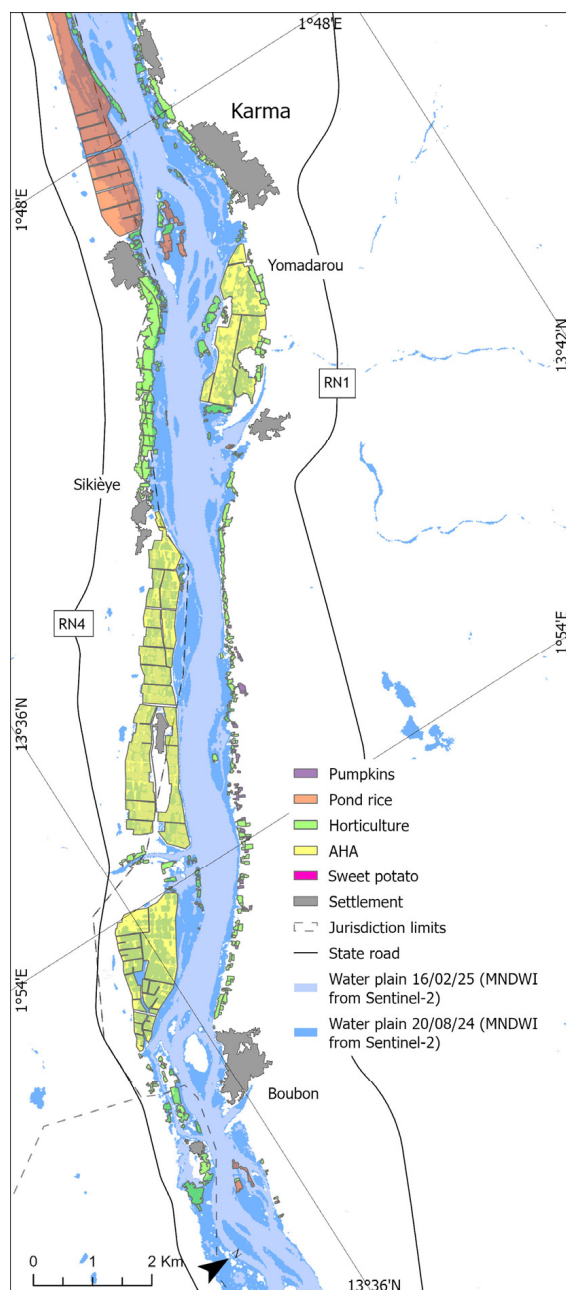 1°48'E
Karma
1°48'E
Yomadarou
13°42'N
RN1
Sikièye
RN4
1°54'E
13°36'N
Pumpkins
Pond rice
Horticulture
AHA
Sweet potato
Settlement
Jurisdiction limits
State road
Water plain 16/02/25 (MNDWI
from Sentinel-2)
Water plain 20/08/24 (MNDWI
from Sentinel-2)
1°54'E
Boubon
0 1 2 Km
N
13°36'N